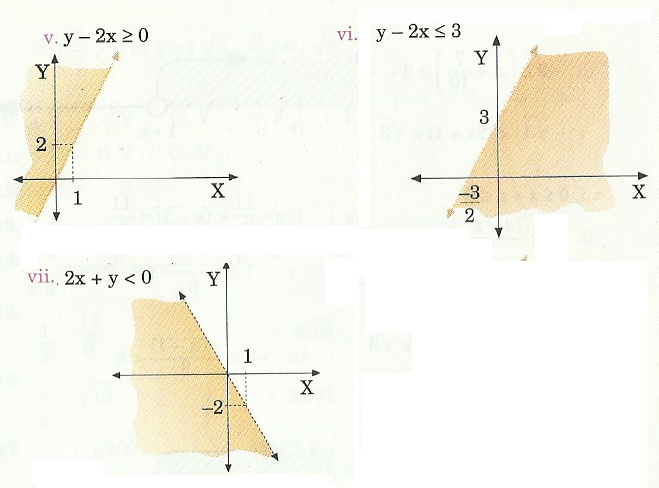 v. y − 2x ≥ 0
Y
2
1
X
vi. y − 2x ≤ 3
Y
3
X
−3
2
vii. 2x + y < 0
Y
1
X
−2